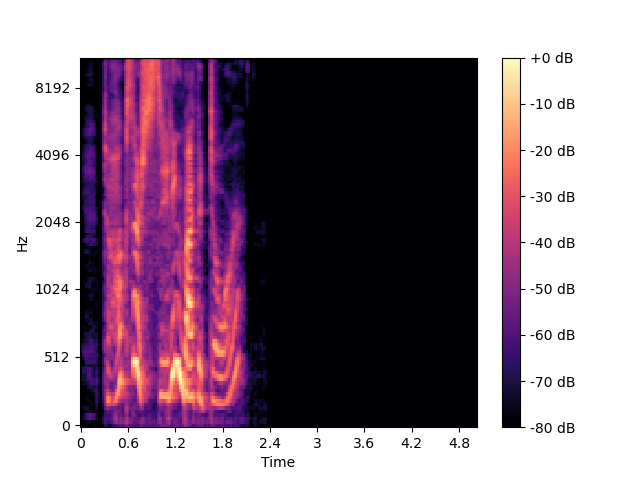 8192
4096
2048
1024
512
0
Hz
0 0.6 1.2 1.8 2.4 3 3.6 4.2 4.8
Time
+0 dB
-10 dB
-20 dB
-30 dB
-40 dB
-50 dB
-60 dB
-70 dB
-80 dB